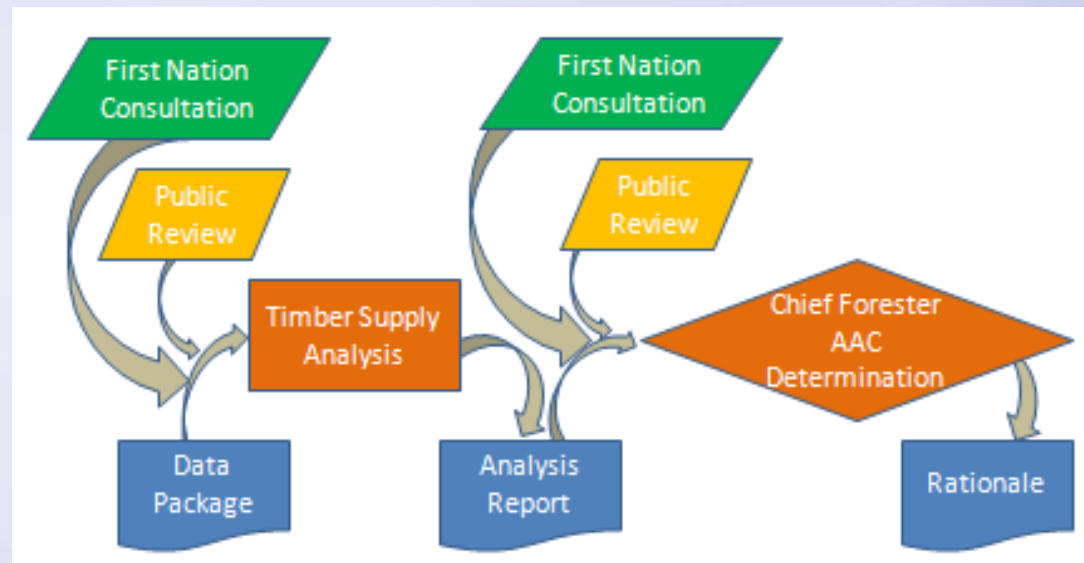 First Nation
Consultation
First Nation
Consultation
Public
Review
Public
Review
Timber Supply
Analysis
Chief Forester
AAC
Determination
Data
Package
Analysis
Report
Rationale